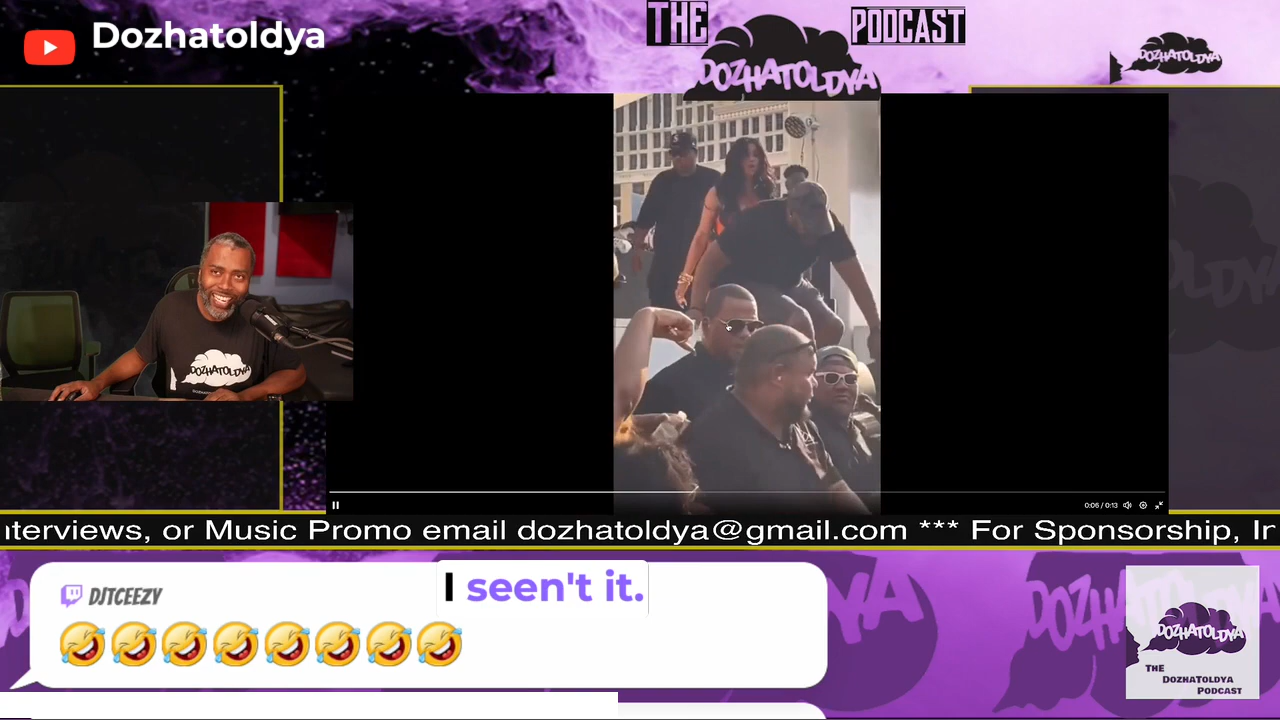 Dozhatoldya
THE
PODCAST
DOZHATOLDYA
DOZHATOLDYA
DOZHATOLDYA
0:06 / 0:13
nterviews, or Music Promo email dozhatoldya@gmail.com *** For Sponsorship, In
I seen't it.
DJTCEEZY
🤣🤣🤣🤣🤣🤣🤣🤣
DOZHATOLDYA
THE
DOZHATOLDYA
PODCAST